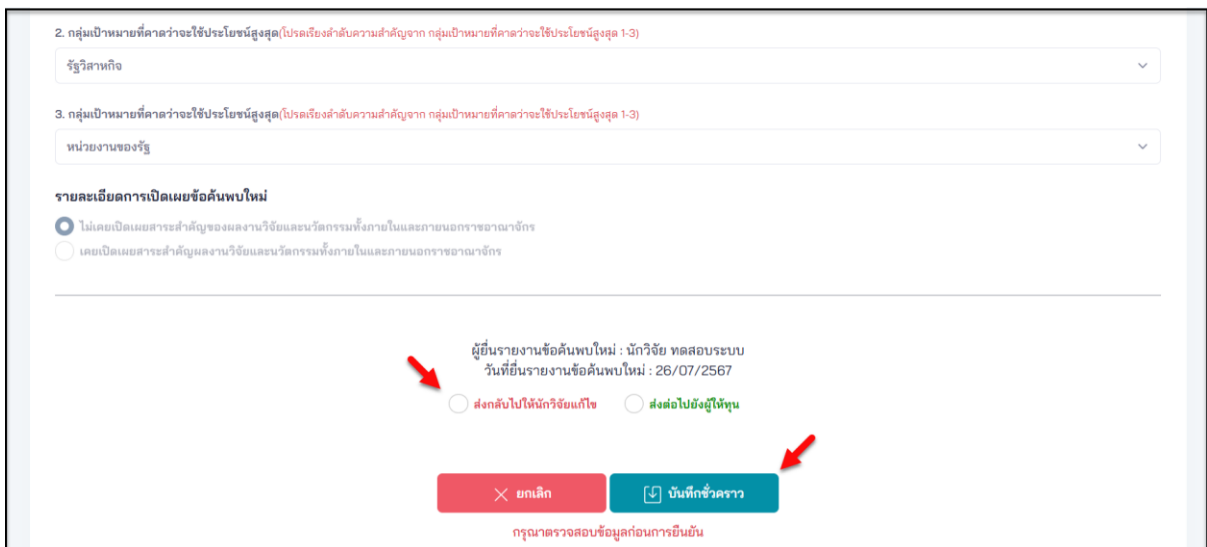 2. กลุ่มเป้าหมายที่คาดว่าจะใช้ประโยชน์สูงสุด(โปรดเรียงลำดับความสำคัญจาก กลุ่มเป้าหมายที่คาดว่าจะใช้ประโยชน์สูงสุด 1-3)
รัฐวิสาหกิจ
3. กลุ่มเป้าหมายที่คาดว่าจะใช้ประโยชน์สูงสุด(โปรดเรียงลำดับความสำคัญจาก กลุ่มเป้าหมายที่คาดว่าจะใช้ประโยชน์สูงสุด 1-3)
หน่วยงานของรัฐ
รายละเอียดการเปิดเผยข้อค้นพบใหม่
ไม่เคยเปิดเผยสาระสำคัญของผลงานวิจัยและนวัตกรรมทั้งภายในและภายนอกราชอาณาจักร
เคยเปิดเผยสาระสำคัญผลงานวิจัยและนวัตกรรมทั้งภายในและภายนอกราชอาณาจักร
ผู้ยื่นรายงานข้อค้นพบใหม่ : นักวิจัย ทดสอบระบบ
วันที่ยื่นรายงานข้อค้นพบใหม่ : 26/07/2567
ส่งกลับไปให้นักวิจัยแก้ไข ส่งต่อไปยังผู้ให้ทุน
ยกเลิก บันทึกชั่วคราว
กรุณาตรวจสอบข้อมูลก่อนการยืนยัน